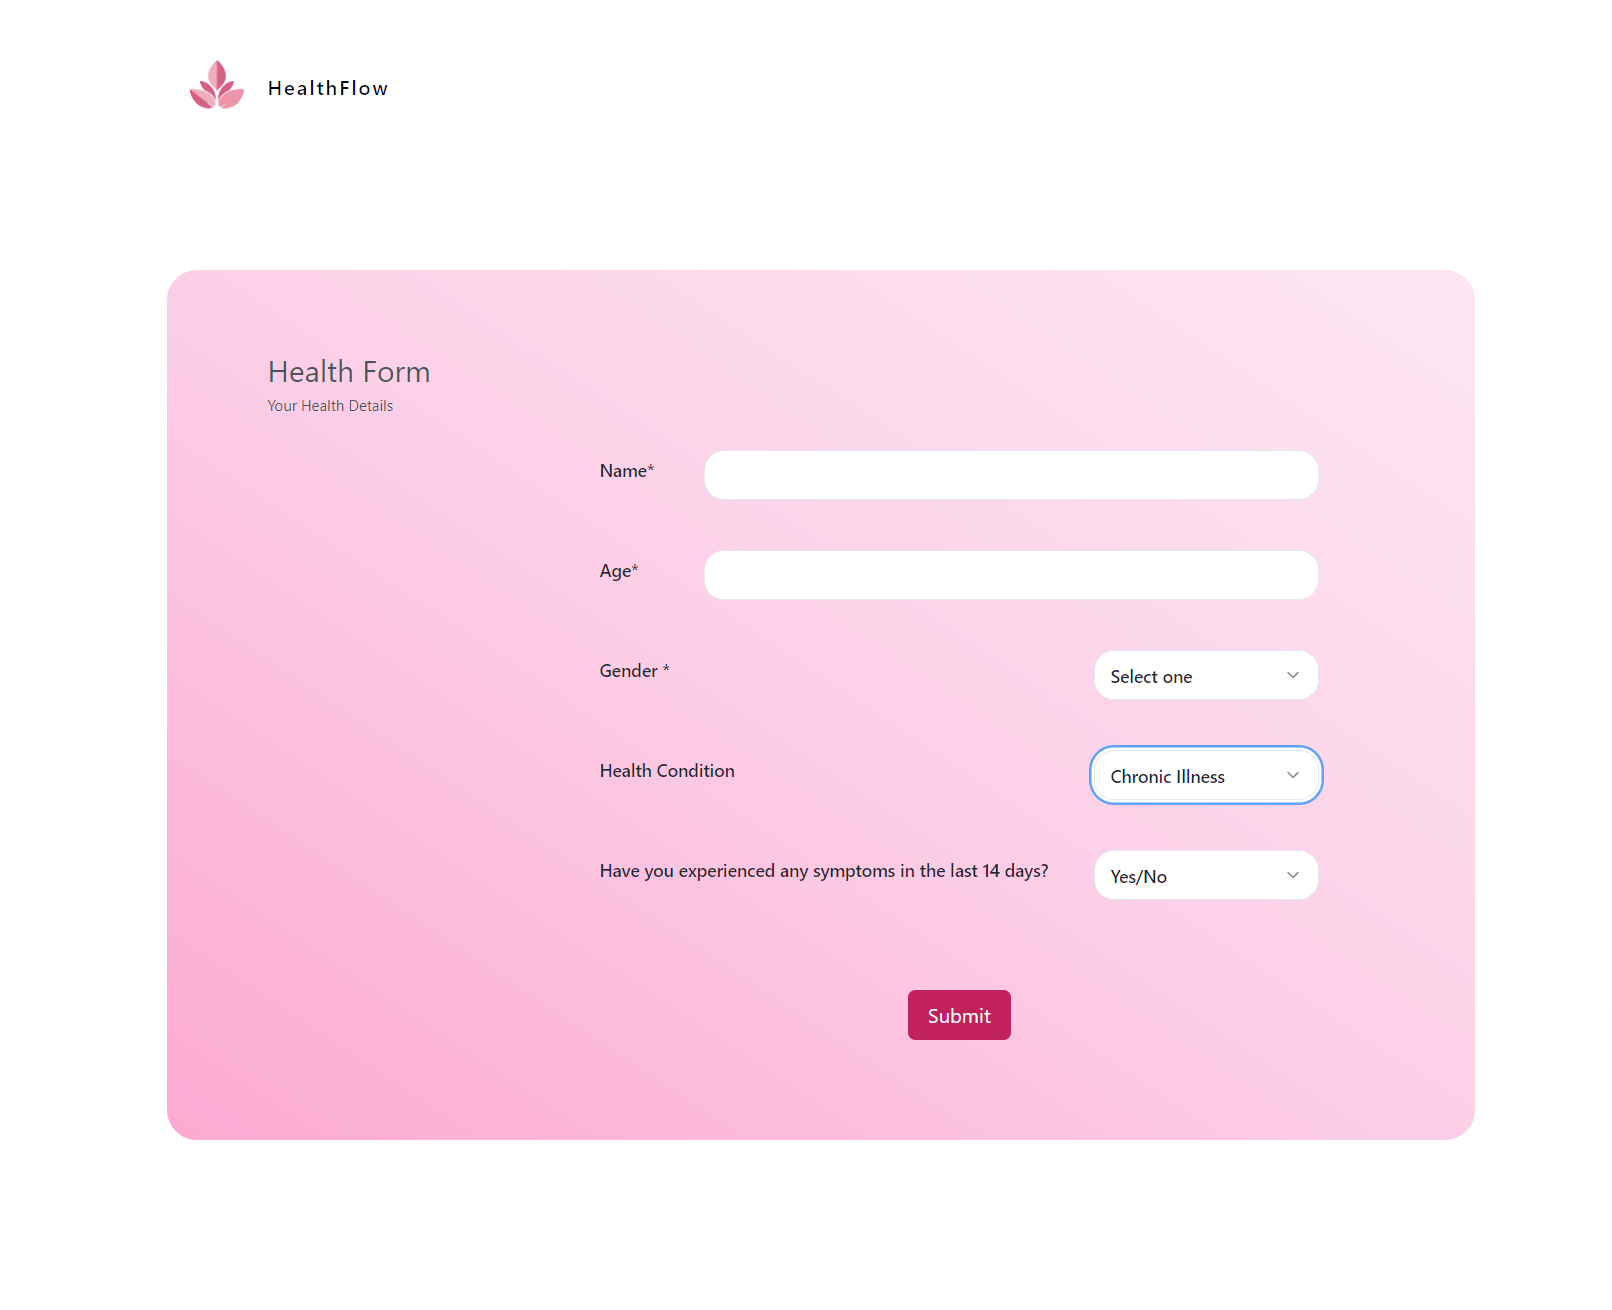 HealthFlow
Health Form
Your Health Details
Name*
Age*
Gender *
Select one
Health Condition
Chronic Illness
Have you experienced any symptoms in the last 14 days?
Yes/No
Submit